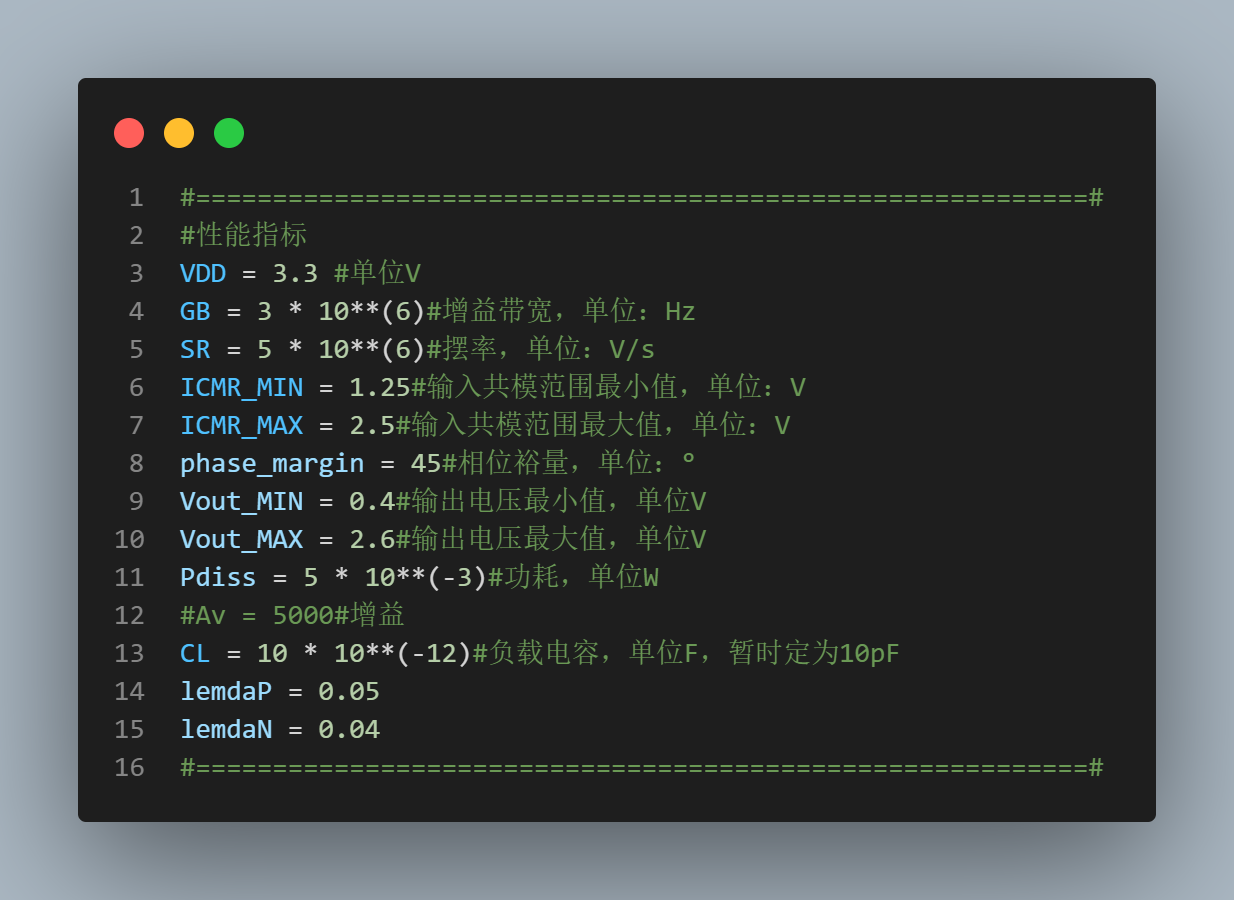 1 #==========================================================#
2 #性能指标
3 VDD = 3.3 #单位V
4 GB = 3 * 10**(6)#增益带宽，单位：Hz
5 SR = 5 * 10**(6)#摆率，单位：V/s
6 ICMR_MIN = 1.25#输入共模范围最小值，单位：V
7 ICMR_MAX = 2.5#输入共模范围最大值，单位：V
8 phase_margin = 45#相位裕量，单位：°
9 Vout_MIN = 0.4#输出电压最小值，单位V
10 Vout_MAX = 2.6#输出电压最大值，单位V
11 Pdiss = 5 * 10**(-3)#功耗，单位W
12 #Av = 5000#增益
13 CL = 10 * 10**(-12)#负载电容，单位F，暂时定为10pF
14 lemdaP = 0.05
15 lemdaN = 0.04
16 #==========================================================#